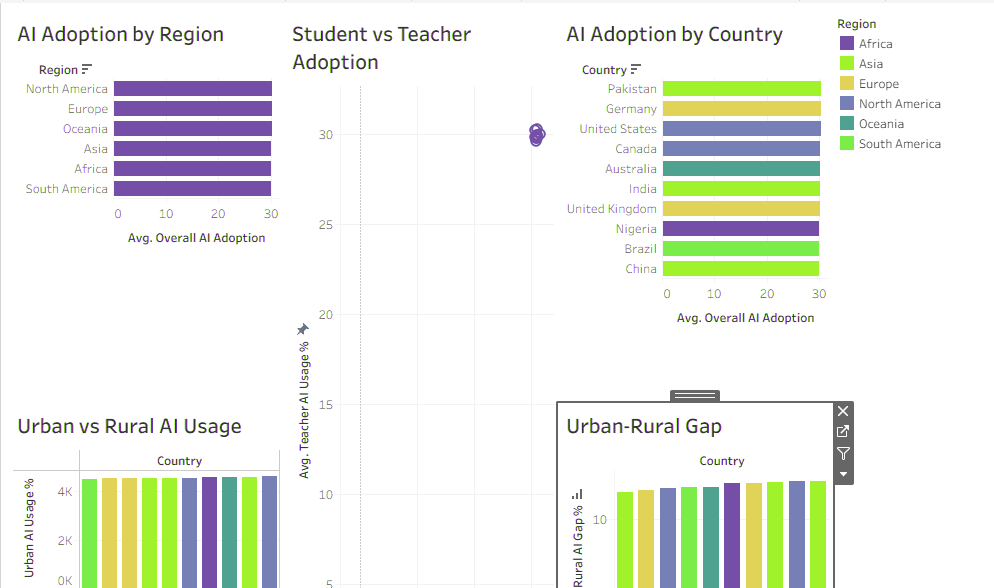 AI Adoption by Region
Region
North America
Europe
Oceania
Asia
Africa
South America
0 10 20 30
Avg. Overall AI Adoption
Student vs Teacher
Adoption
30
25
20
15
10
5
Avg. Teacher AI Usage %
AI Adoption by Country
Country
Pakistan
Germany
United States
Canada
Australia
India
United Kingdom
Nigeria
Brazil
China
0 10 20 30
Avg. Overall AI Adoption
Region
Africa
Asia
Europe
North America
Oceania
South America
Urban vs Rural AI Usage
Country
4K
2K
0K
Urban AI Usage %
Urban-Rural Gap
Country
10
Rural AI Gap %